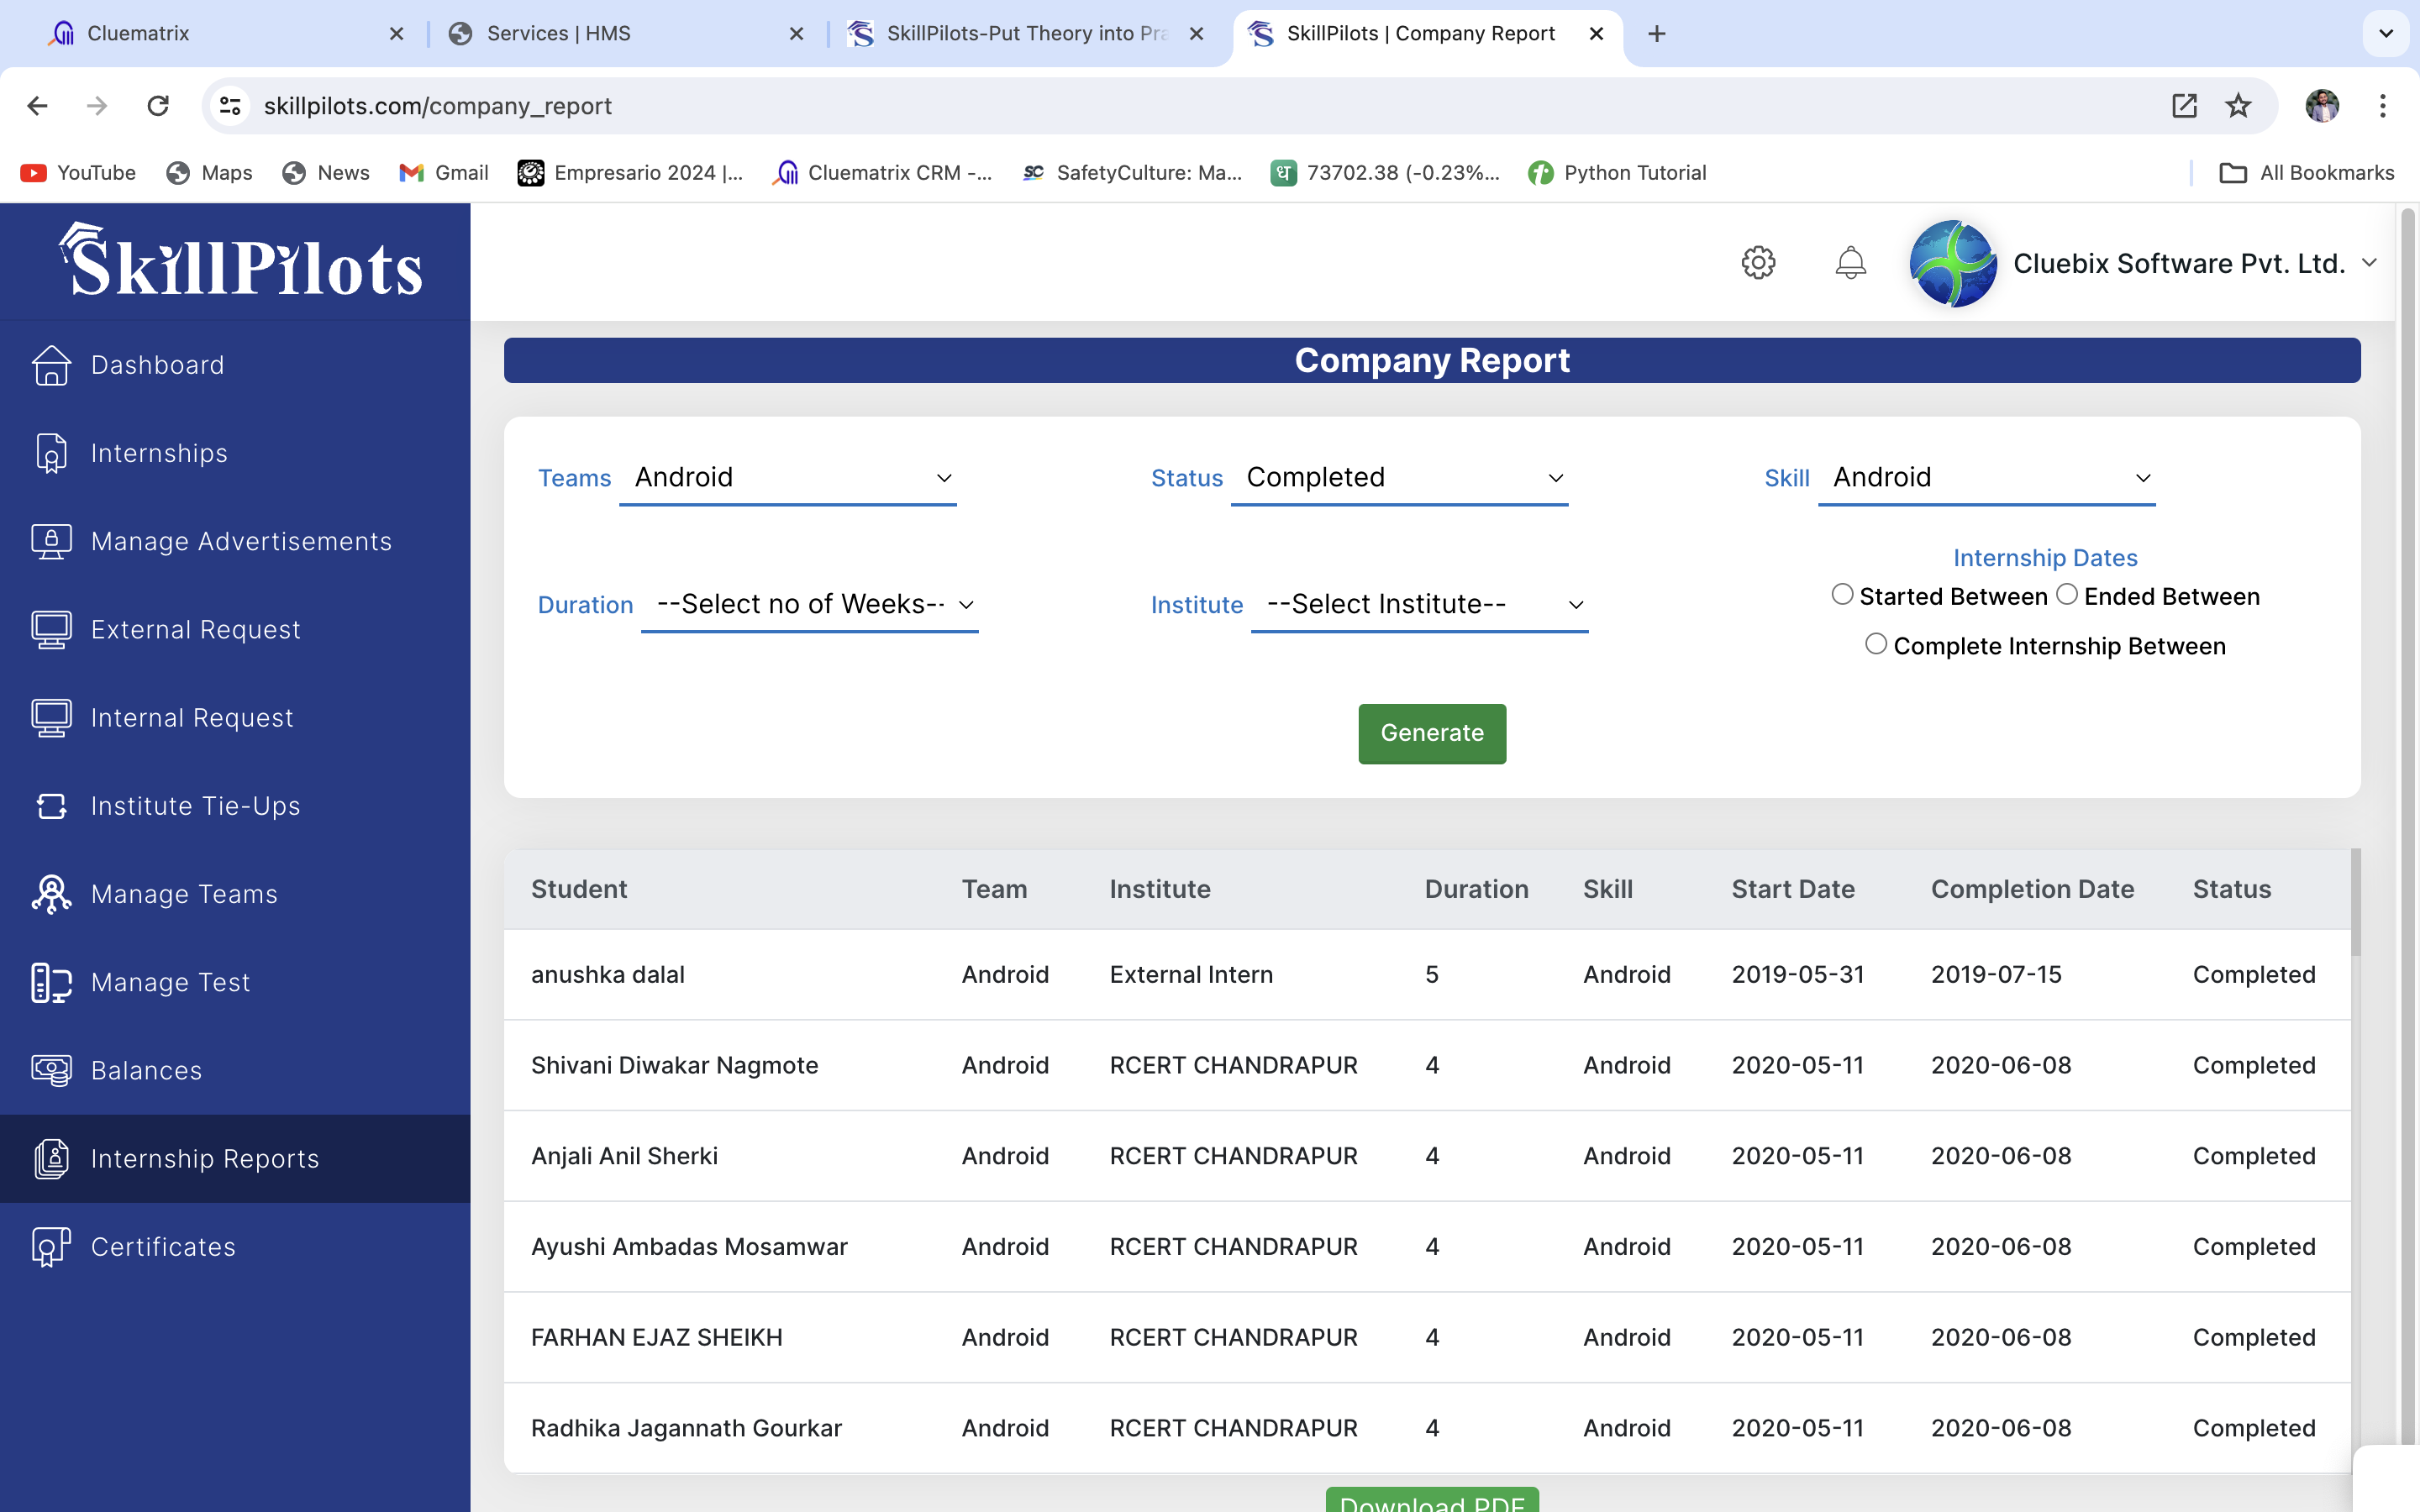 Cluematrix
Services | HMS
SkillPilots-Put Theory into Pra
SkillPilots | Company Report
skillpilots.com/company_report
YouTube
Maps
News
Gmail
Empresario 2024 |...
Cluematrix CRM -...
SafetyCulture: Ma...
73702.38 (-0.23%...
Python Tutorial
All Bookmarks
SkillPilots
Cluebix Software Pvt. Ltd.
Dashboard
Internships
Manage Advertisements
External Request
Internal Request
Institute Tie-Ups
Manage Teams
Manage Test
Balances
Internship Reports
Certificates
Company Report
Teams Android
Status Completed
Skill Android
Duration --Select no of Weeks--
Institute --Select Institute--
Internship Dates
Started Between Ended Between
Complete Internship Between
Generate
Student Team Institute Duration Skill Start Date Completion Date Status
anushka dalal Android External Intern 5 Android 2019-05-31 2019-07-15 Completed
Shivani Diwakar Nagmote Android RCERT CHANDRAPUR 4 Android 2020-05-11 2020-06-08 Completed
Anjali Anil Sherki Android RCERT CHANDRAPUR 4 Android 2020-05-11 2020-06-08 Completed
Ayushi Ambadas Mosamwar Android RCERT CHANDRAPUR 4 Android 2020-05-11 2020-06-08 Completed
FARHAN EJAZ SHEIKH Android RCERT CHANDRAPUR 4 Android 2020-05-11 2020-06-08 Completed
Radhika Jagannath Gourkar Android RCERT CHANDRAPUR 4 Android 2020-05-11 2020-06-08 Completed
Download PDF